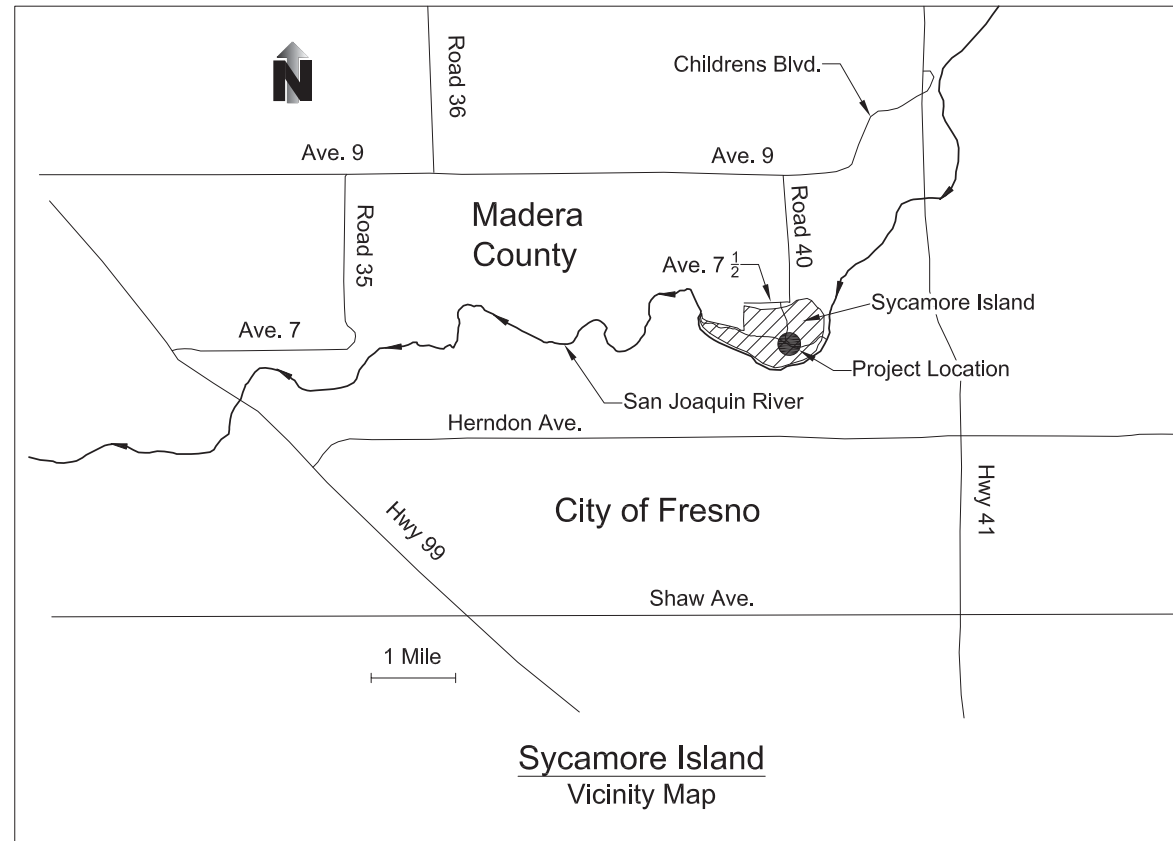 Road 36
Childrens Blvd.
N
Ave. 9
Ave. 9
Road 35
Madera
County
Road 40
Ave. 7 1/2
Sycamore Island
Ave. 7
Project Location
San Joaquin River
Herndon Ave.
Hwy 41
City of Fresno
Hwy 99
Shaw Ave.
1 Mile
Sycamore Island
Vicinity Map